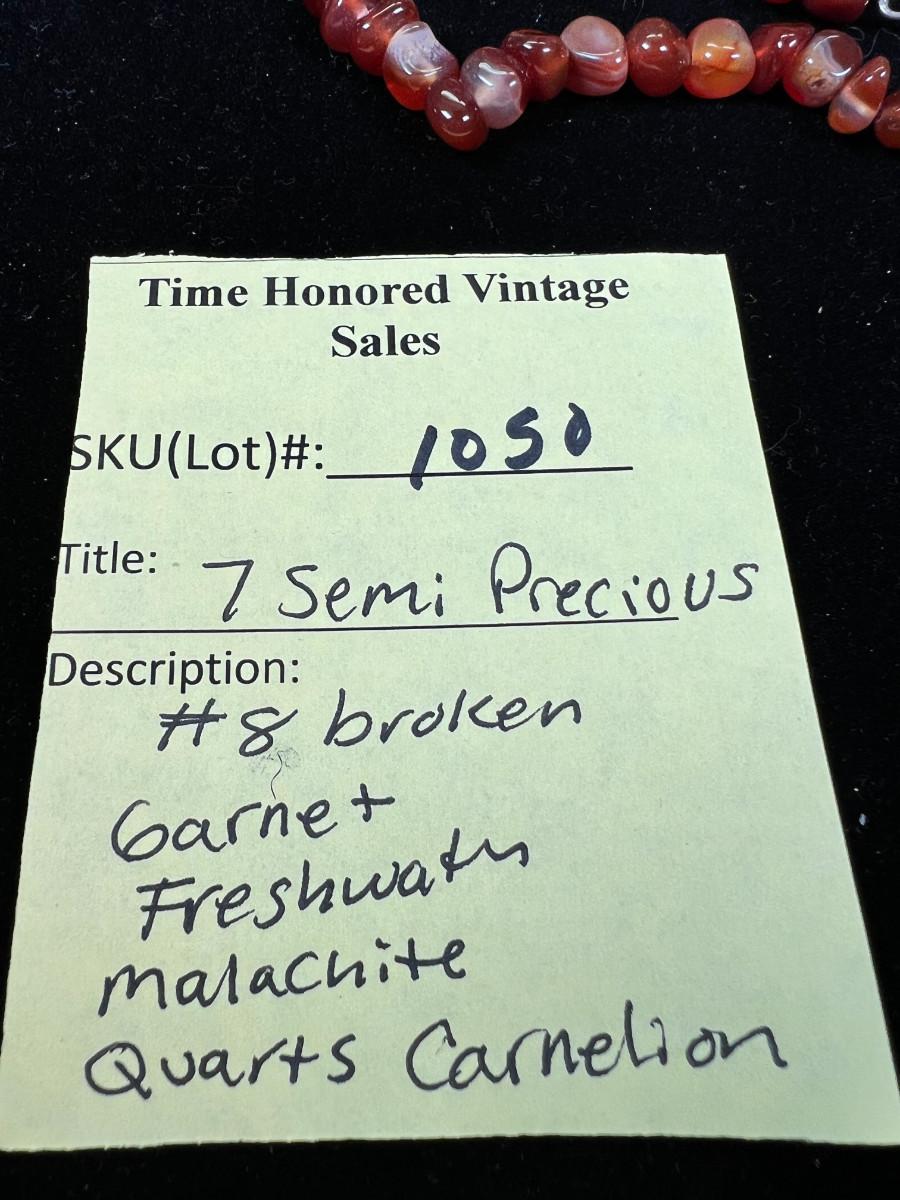 Time Honored Vintage
Sales
SKU(Lot)#: 1050
Title: 7 Semi Precious
Description:
#8 broken
Garnet
Freshwatr
Malachite
Quarts Carnelion